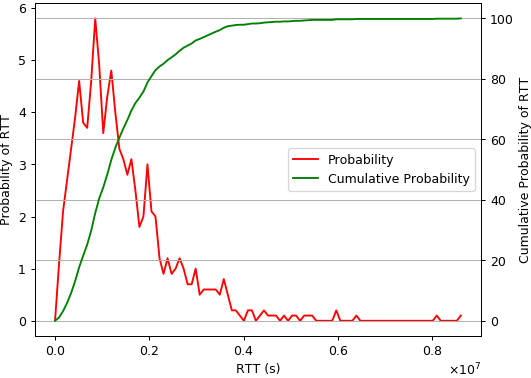 6
5
4
3
2
1
0
Probability of RTT
100
80
60
40
20
0
Cumulative Probability of RTT
Probability
Cumulative Probability
0.0 0.2 0.4 0.6 0.8
RTT (s)
×10⁷